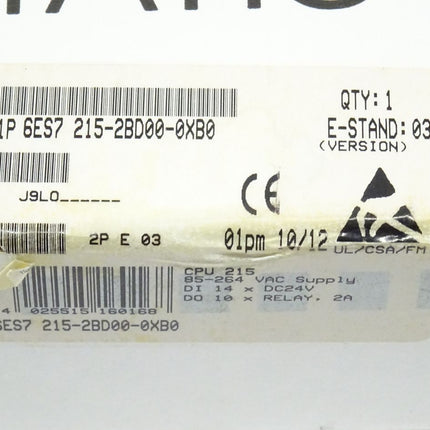 1P 6ES7 215-2BD00-0XB0
QTY: 1
E-STAND: 03
(VERSION)
J9L0______
CE
2P E 03
01pm 10/12
UL/CSA/FM
CPU 215
85-264 VAC Supply
DI 14 x DC24V
DO 10 x RELAY, 2A
4 025515 160168
6ES7 215-2BD00-0XB0